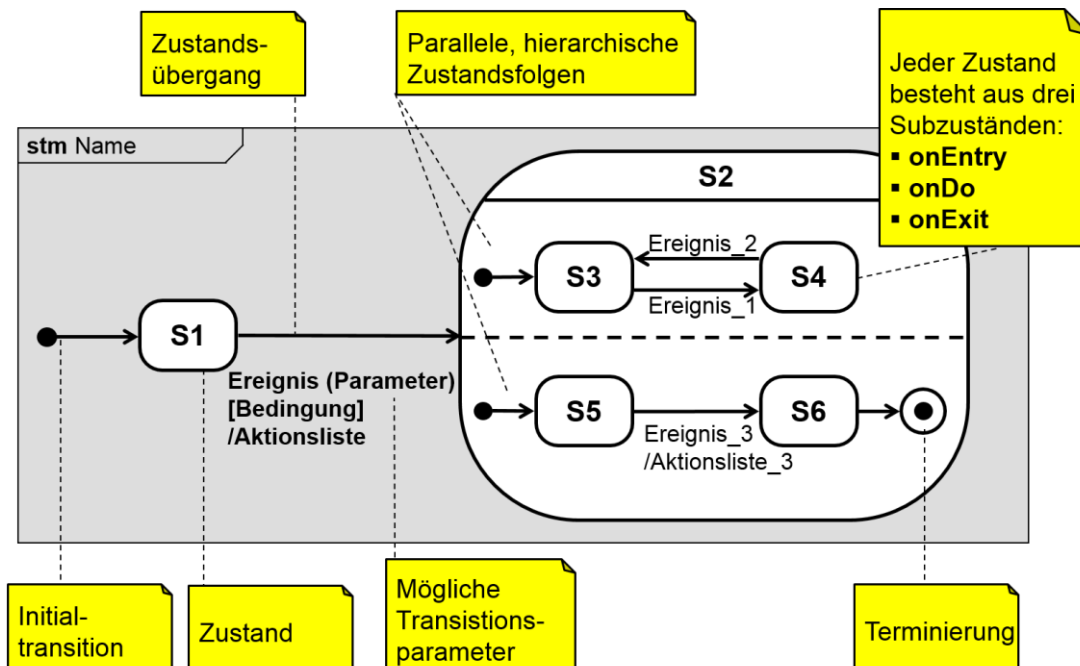 Zustands-
übergang
Parallele, hierarchische
Zustandsfolgen
Jeder Zustand
besteht aus drei
Subzuständen:
▪ onEntry
▪ onDo
▪ onExit
stm Name
S2
Ereignis_2
S3
S4
Ereignis_1
S1
Ereignis (Parameter)
[Bedingung]
/Aktionsliste
S5
S6
Ereignis_3
/Aktionsliste_3
Initial-
transition
Zustand
Mögliche
Transistions-
parameter
Terminierung